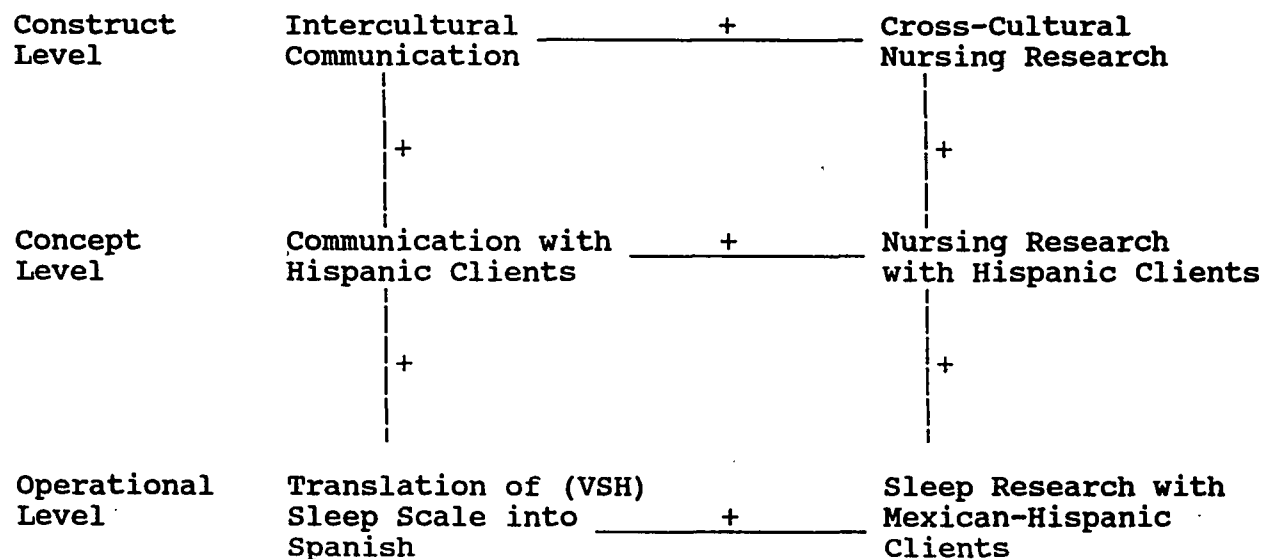 Construct Intercultural + Cross-Cultural
Level Communication Nursing Research
+ +
Concept Communication with + Nursing Research
Level Hispanic Clients with Hispanic Clients
+ +
Operational Translation of (VSH) Sleep Research with
Level Sleep Scale into + Mexican-Hispanic
Spanish Clients